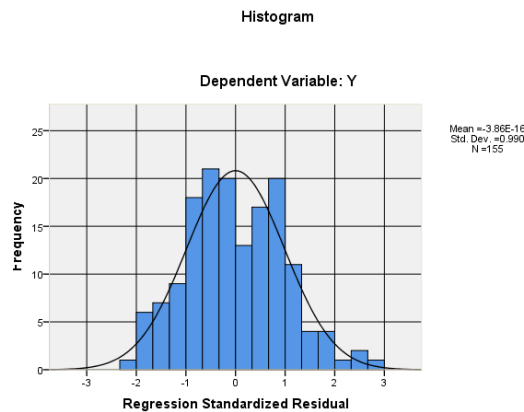 Histogram
Dependent Variable: Y
Mean =-3.86E-16
Std. Dev. =0.990
N =155
Frequency
25
20
15
10
5
0
-3 -2 -1 0 1 2 3
Regression Standardized Residual